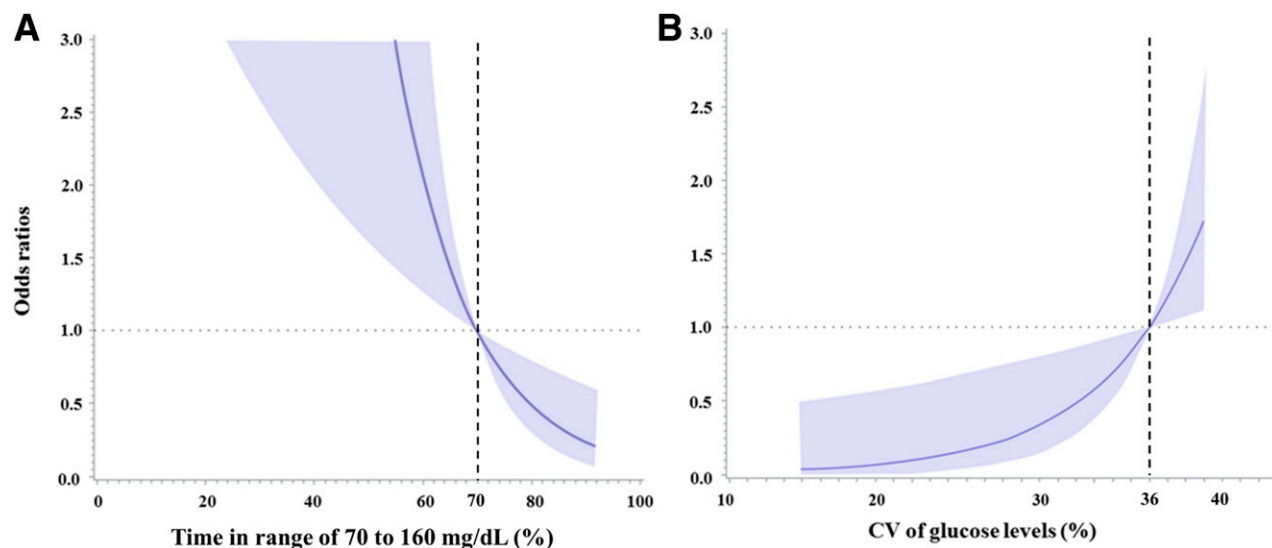 A
3.0
2.5
2.0
1.5
1.0
0.5
0.0
Odds ratios
0 20 40 60 70 80 100
Time in range of 70 to 160 mg/dL (%)
B
3.0
2.5
2.0
1.5
1.0
0.5
0.0
10 20 30 36 40
CV of glucose levels (%)